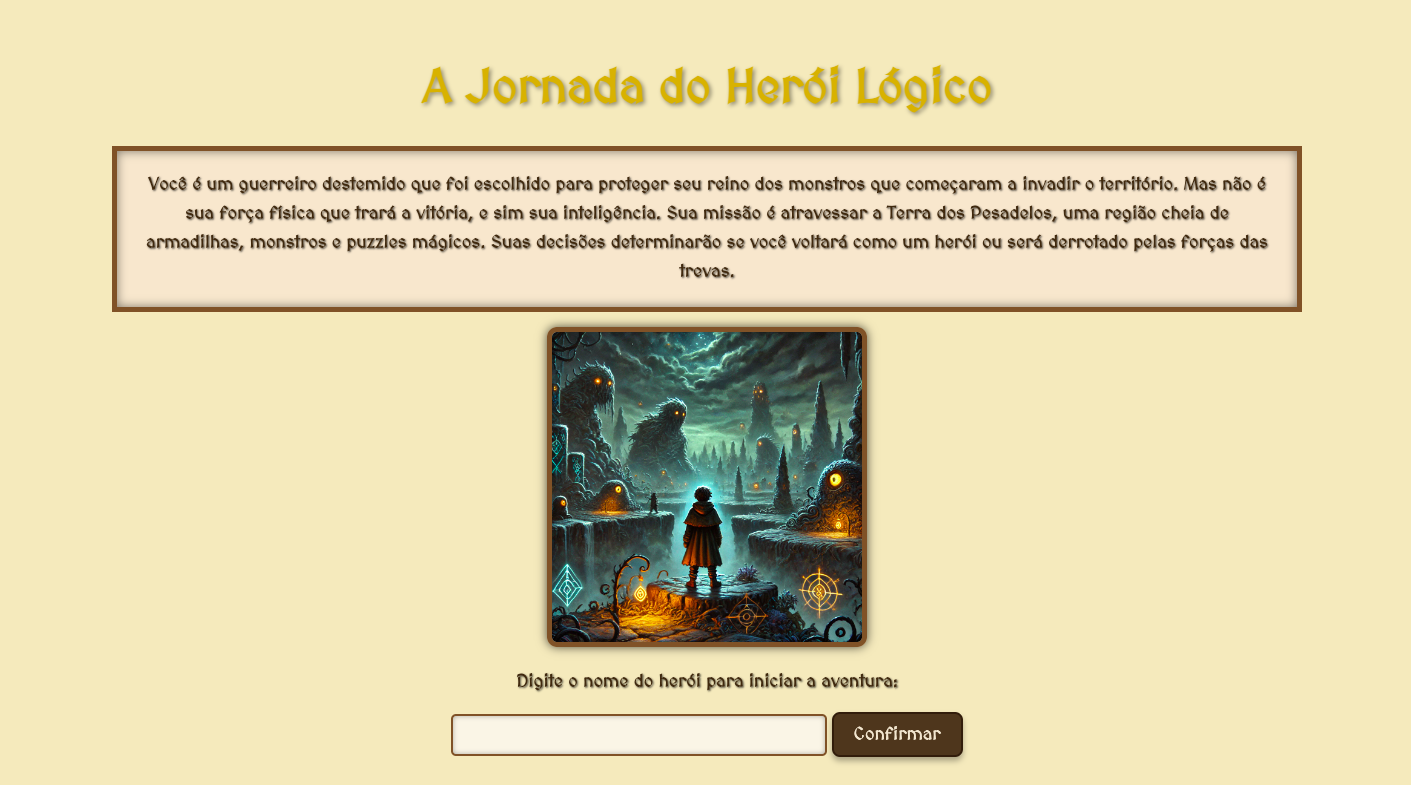 A Jornada do Herói Lógico
Você é um guerreiro destemido que foi escolhido para proteger seu reino dos monstros que começaram a invadir o território. Mas não é
sua força física que trará a vitória, e sim sua inteligência. Sua missão é atravessar a Terra dos Pesadelos, uma região cheia de
armadilhas, monstros e puzzles mágicos. Suas decisões determinarão se você voltará como um herói ou será derrotado pelas forças das
trevas.
Digite o nome do herói para iniciar a aventura:
Confirmar